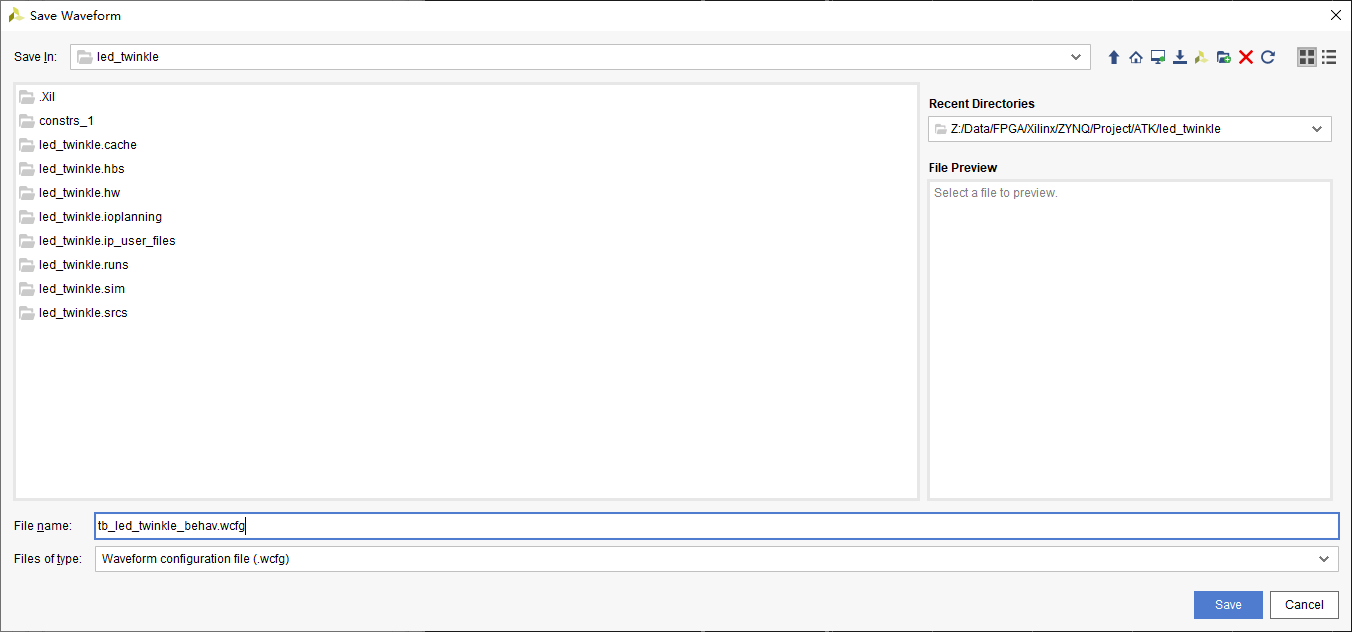 Save Waveform
Save In: led_twinkle
.Xil
constrs_1
led_twinkle.cache
led_twinkle.hbs
led_twinkle.hw
led_twinkle.ioplanning
led_twinkle.ip_user_files
led_twinkle.runs
led_twinkle.sim
led_twinkle.srcs
Recent Directories
Z:/Data/FPGA/Xilinx/ZYNQ/Project/ATK/led_twinkle
File Preview
Select a file to preview.
File name: tb_led_twinkle_behav.wcfg
Files of type: Waveform configuration file (.wcfg)
Save Cancel